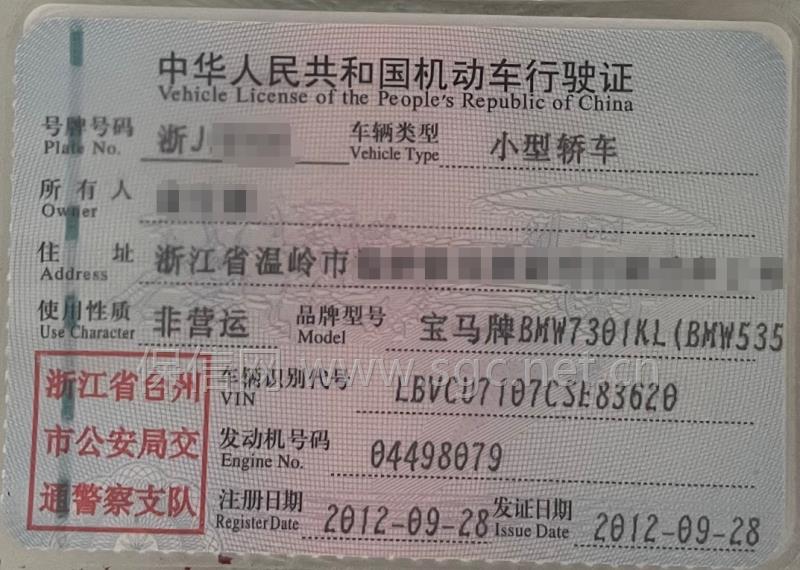 中华人民共和国机动车行驶证
Vehicle License of the People's Republic of China
号牌号码 浙J 车辆类型 小型轿车
Plate No. Vehicle Type
所有人
Owner
住址 浙江省温岭市
Address
使用性质 非营运 品牌型号 宝马牌BMW7301KL(BMW535
Use Character Model
保信网 www.sgc.net.cn
浙江省台州
市公安局交
通警察支队
车辆识别代号 LBVCU7107CSE83620
VIN
发动机号码 04498079
Engine No.
注册日期 2012-09-28 发证日期 2012-09-28
Register Date Issue Date